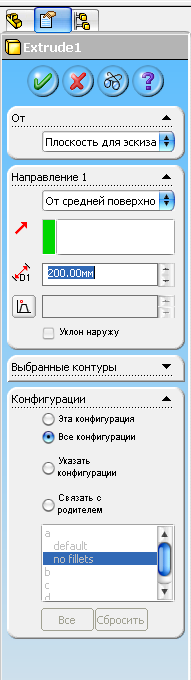 Extrude1
?
От
Плоскость для эскиза
Направление 1
От средней поверхно
D1
200.00мм
Уклон наружу
Выбранные контуры
Конфигурации
Эта конфигурация
Все конфигурации
Указать
конфигурации
Связать с
родителем
a
default
no fillets
b
c
d
Все
Сбросить